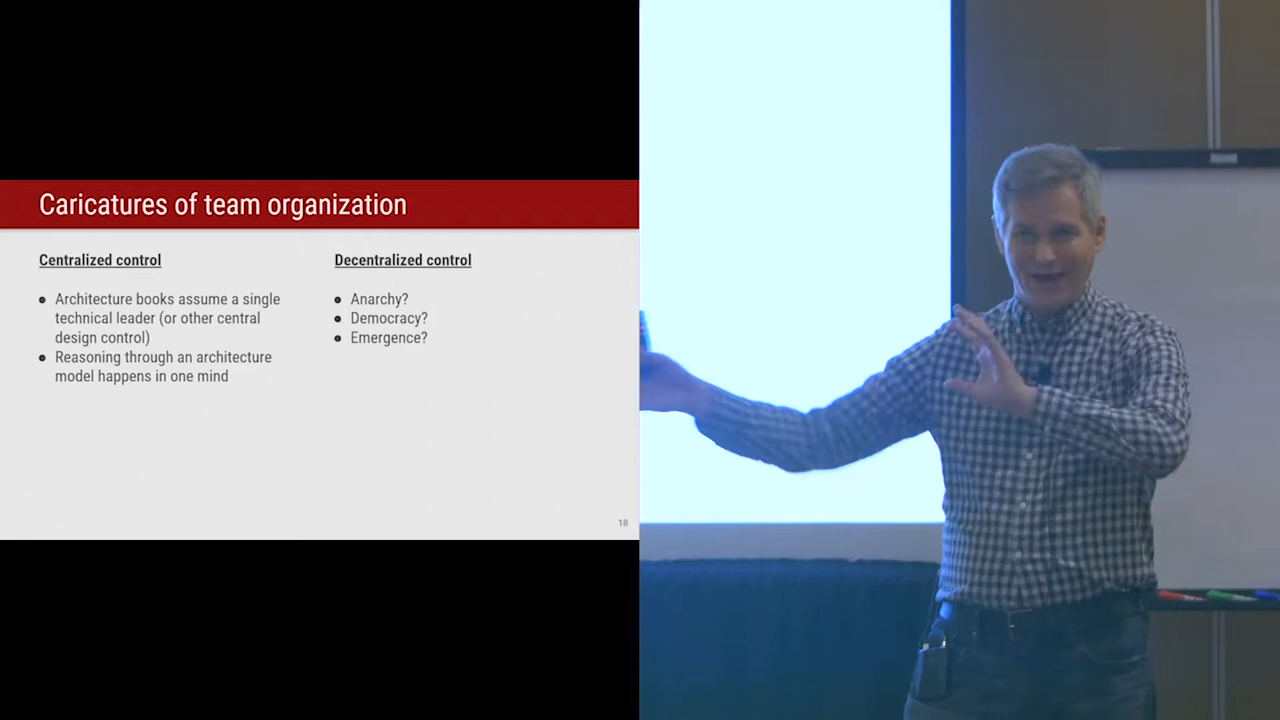 Caricatures of team organization
Centralized control
Architecture books assume a single
technical leader (or other central
design control)
Reasoning through an architecture
model happens in one mind
Decentralized control
Anarchy?
Democracy?
Emergence?
18